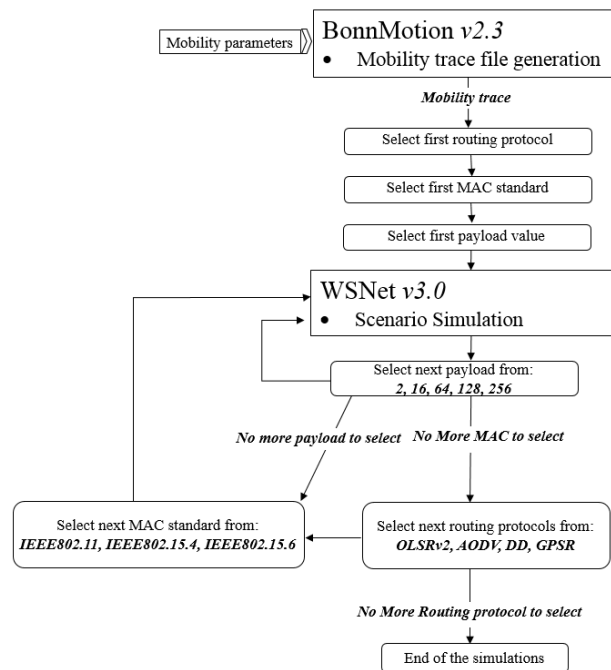 BonnMotion v2.3
Mobility parameters
• Mobility trace file generation
Mobility trace
Select first routing protocol
Select first MAC standard
Select first payload value
WSNet v3.0
• Scenario Simulation
Select next payload from:
2, 16, 64, 128, 256
No more payload to select
No More MAC to select
Select next MAC standard from:
IEEE802.11, IEEE802.15.4, IEEE802.15.6
Select next routing protocols from:
OLSRv2, AODV, DD, GPSR
No More Routing protocol to select
End of the simulations